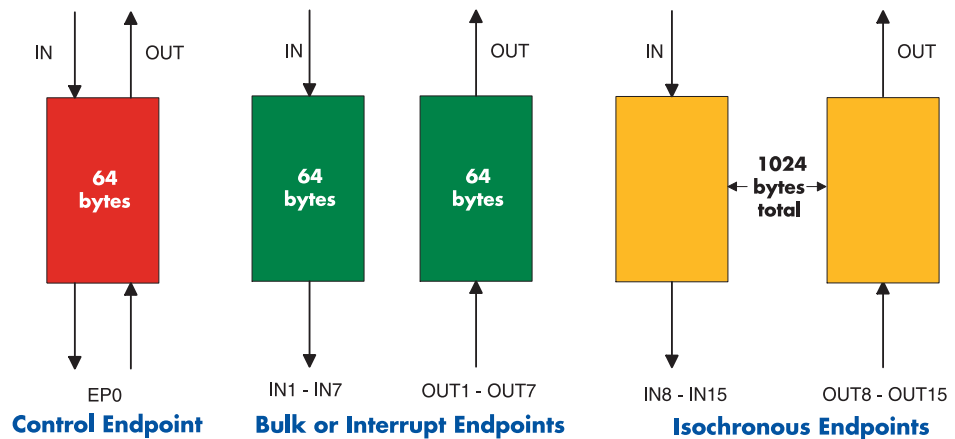 IN
OUT
IN
OUT
IN
OUT
64
bytes
64
bytes
64
bytes
1024
bytes
total
EP0
IN1 - IN7
OUT1 - OUT7
IN8 - IN15
OUT8 - OUT15
Control Endpoint
Bulk or Interrupt Endpoints
Isochronous Endpoints